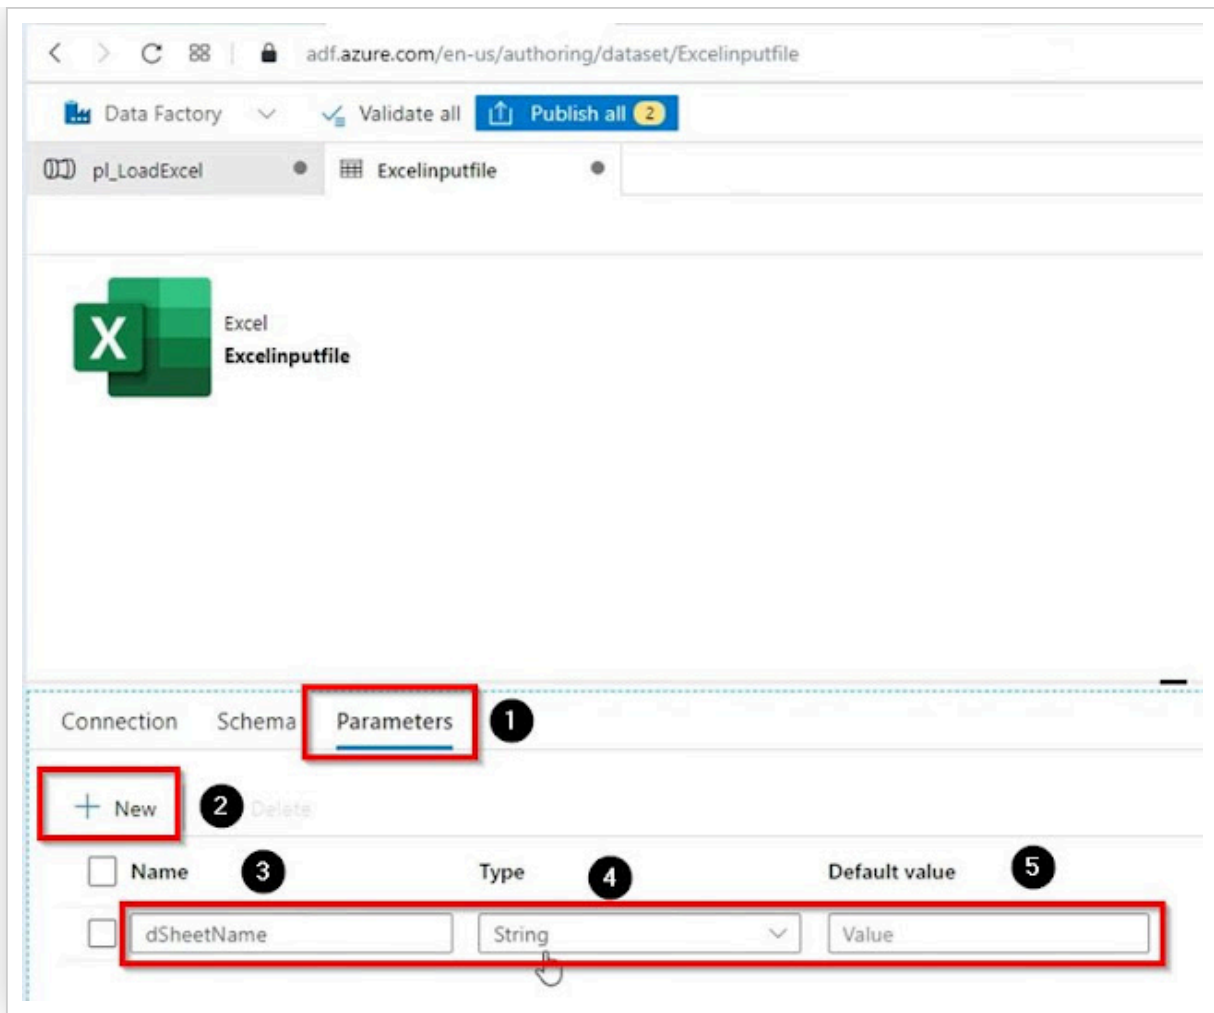 adf.azure.com/en-us/authoring/dataset/Excelinputfile
Data Factory Validate all Publish all 2
pl_LoadExcel Excelinputfile
X
Excel
Excelinputfile
Connection Schema Parameters 1
New 2 Delete
Name 3 Type 4 Default value 5
dSheetName String Value